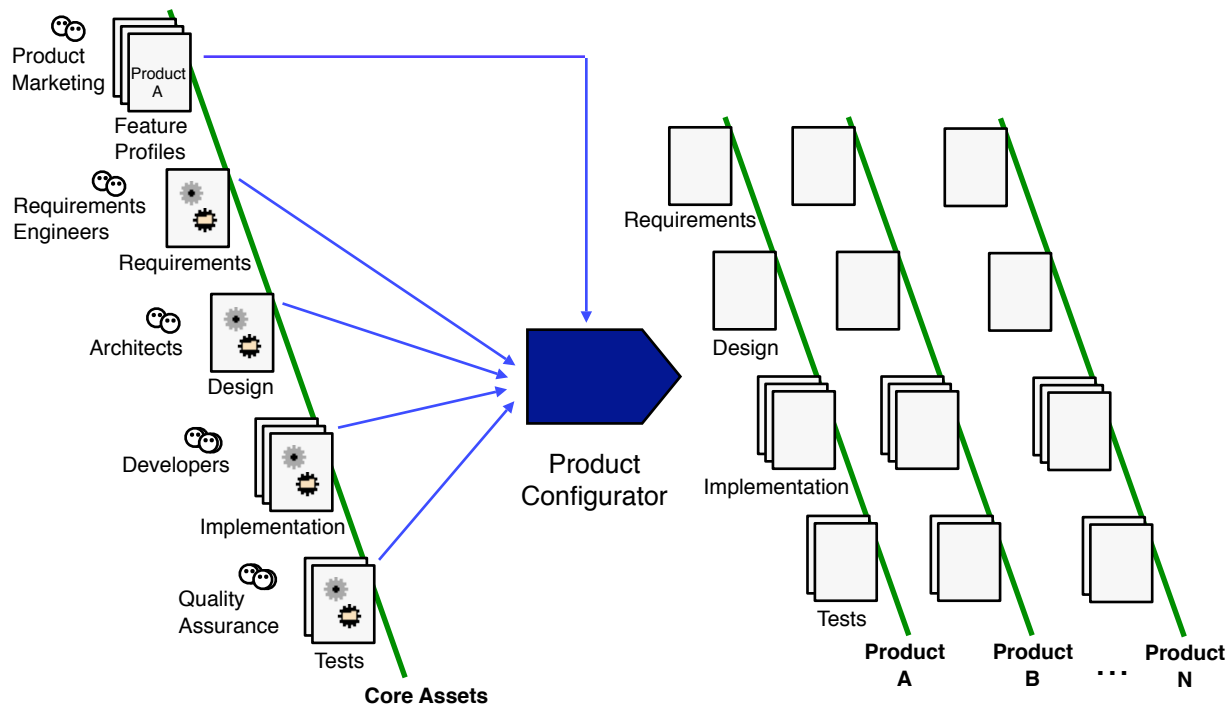 Product
Marketing
Product
A
Feature
Profiles
Requirements
Engineers
Requirements
Architects
Design
Developers
Implementation
Quality
Assurance
Tests
Core Assets
Product
Configurator
Requirements
Design
Implementation
Tests
Product
A
Product
B
...
Product
N